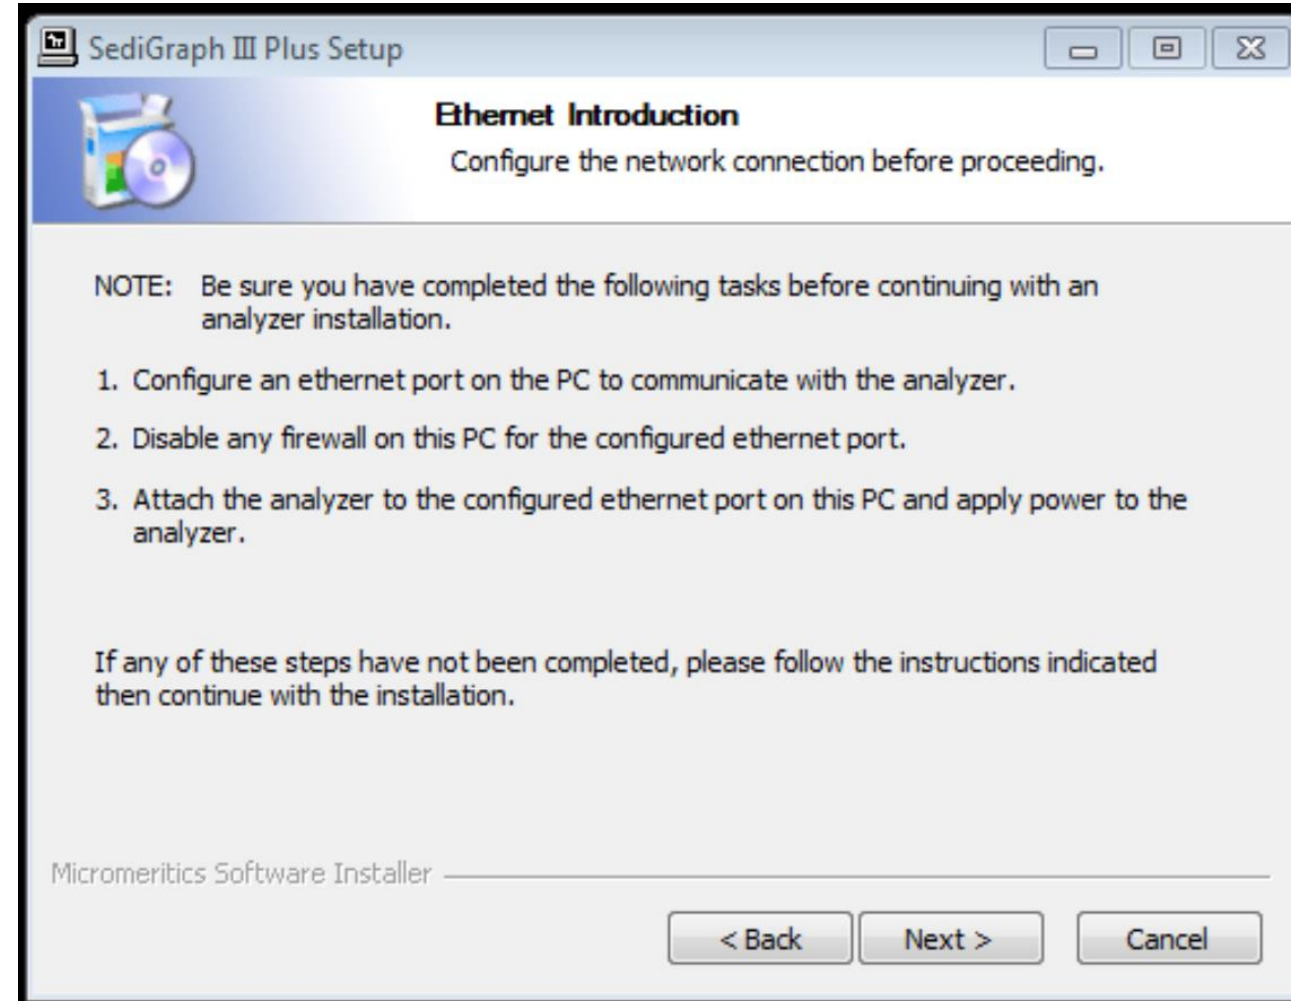 SediGraph III Plus Setup
Ethernet Introduction
Configure the network connection before proceeding.
NOTE: Be sure you have completed the following tasks before continuing with an
analyzer installation.
1. Configure an ethernet port on the PC to communicate with the analyzer.
2. Disable any firewall on this PC for the configured ethernet port.
3. Attach the analyzer to the configured ethernet port on this PC and apply power to the
analyzer.
If any of these steps have not been completed, please follow the instructions indicated
then continue with the installation.
Micromeritics Software Installer
< Back Next > Cancel